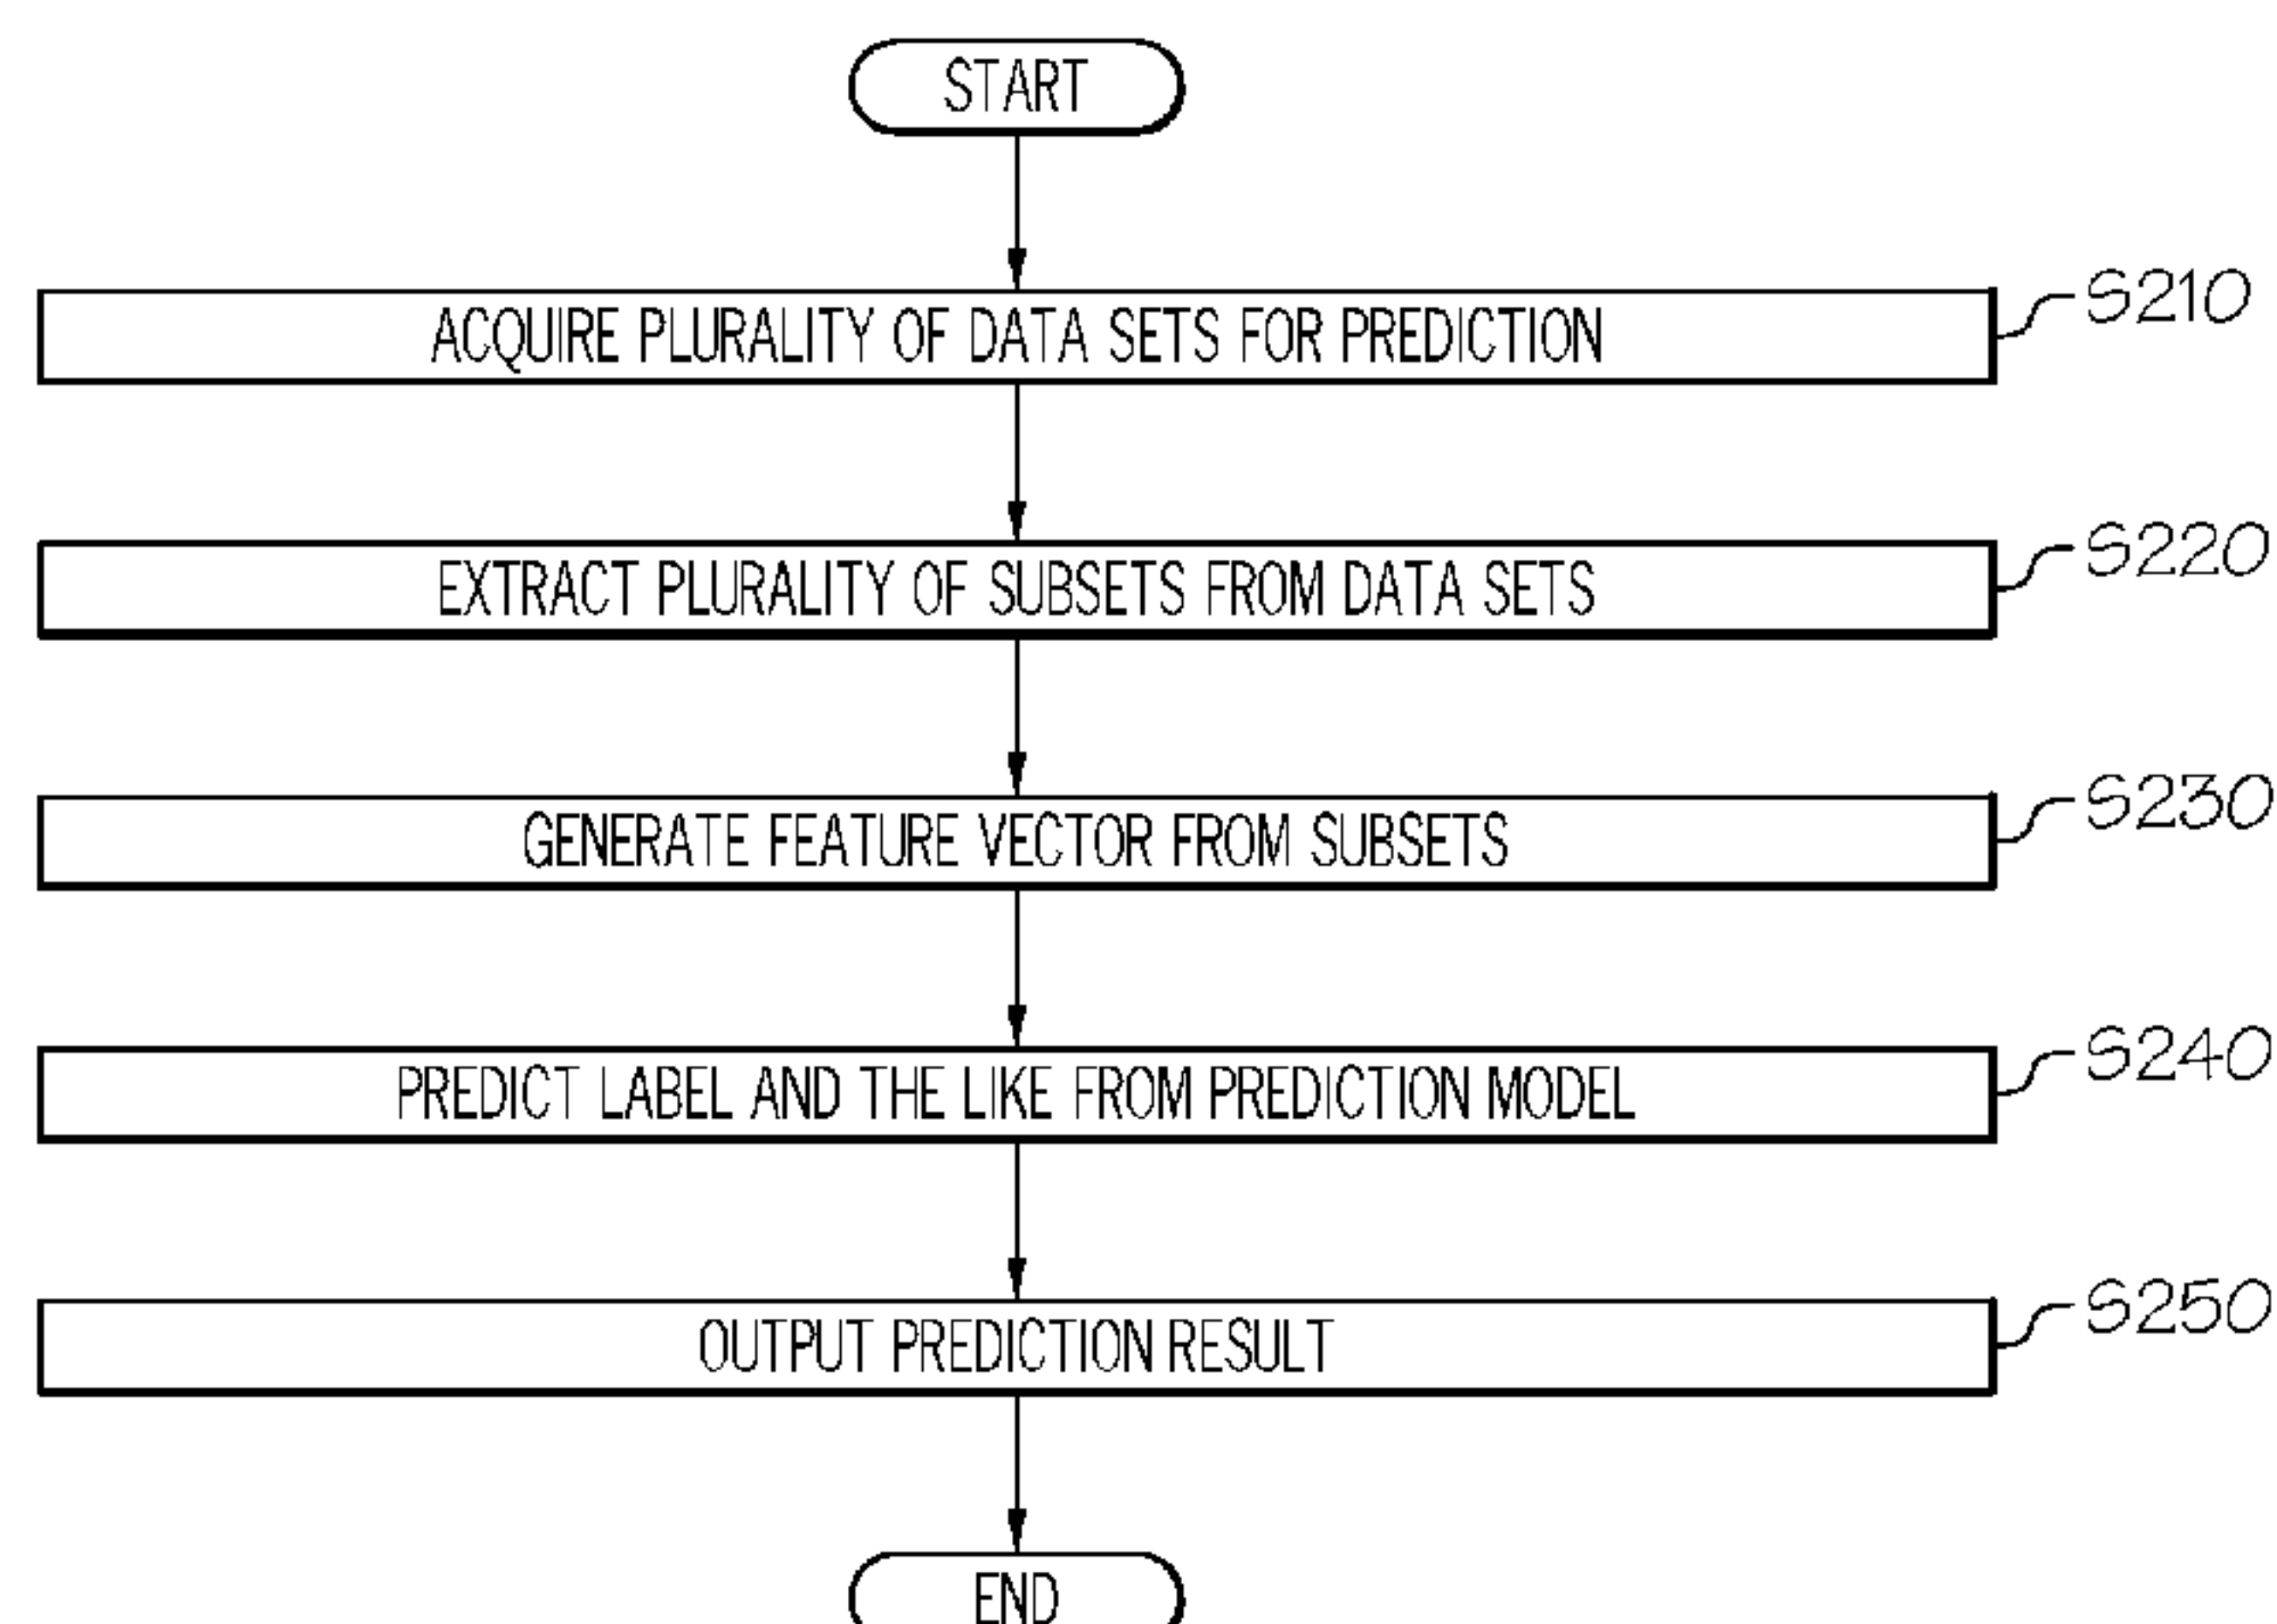 START
ACQUIRE PLURALITY OF DATA SETS FOR PREDICTION
S210
EXTRACT PLURALITY OF SUBSETS FROM DATA SETS
S220
GENERATE FEATURE VECTOR FROM SUBSETS
S230
PREDICT LABEL AND THE LIKE FROM PREDICTION MODEL
S240
OUTPUT PREDICTION RESULT
S250
END